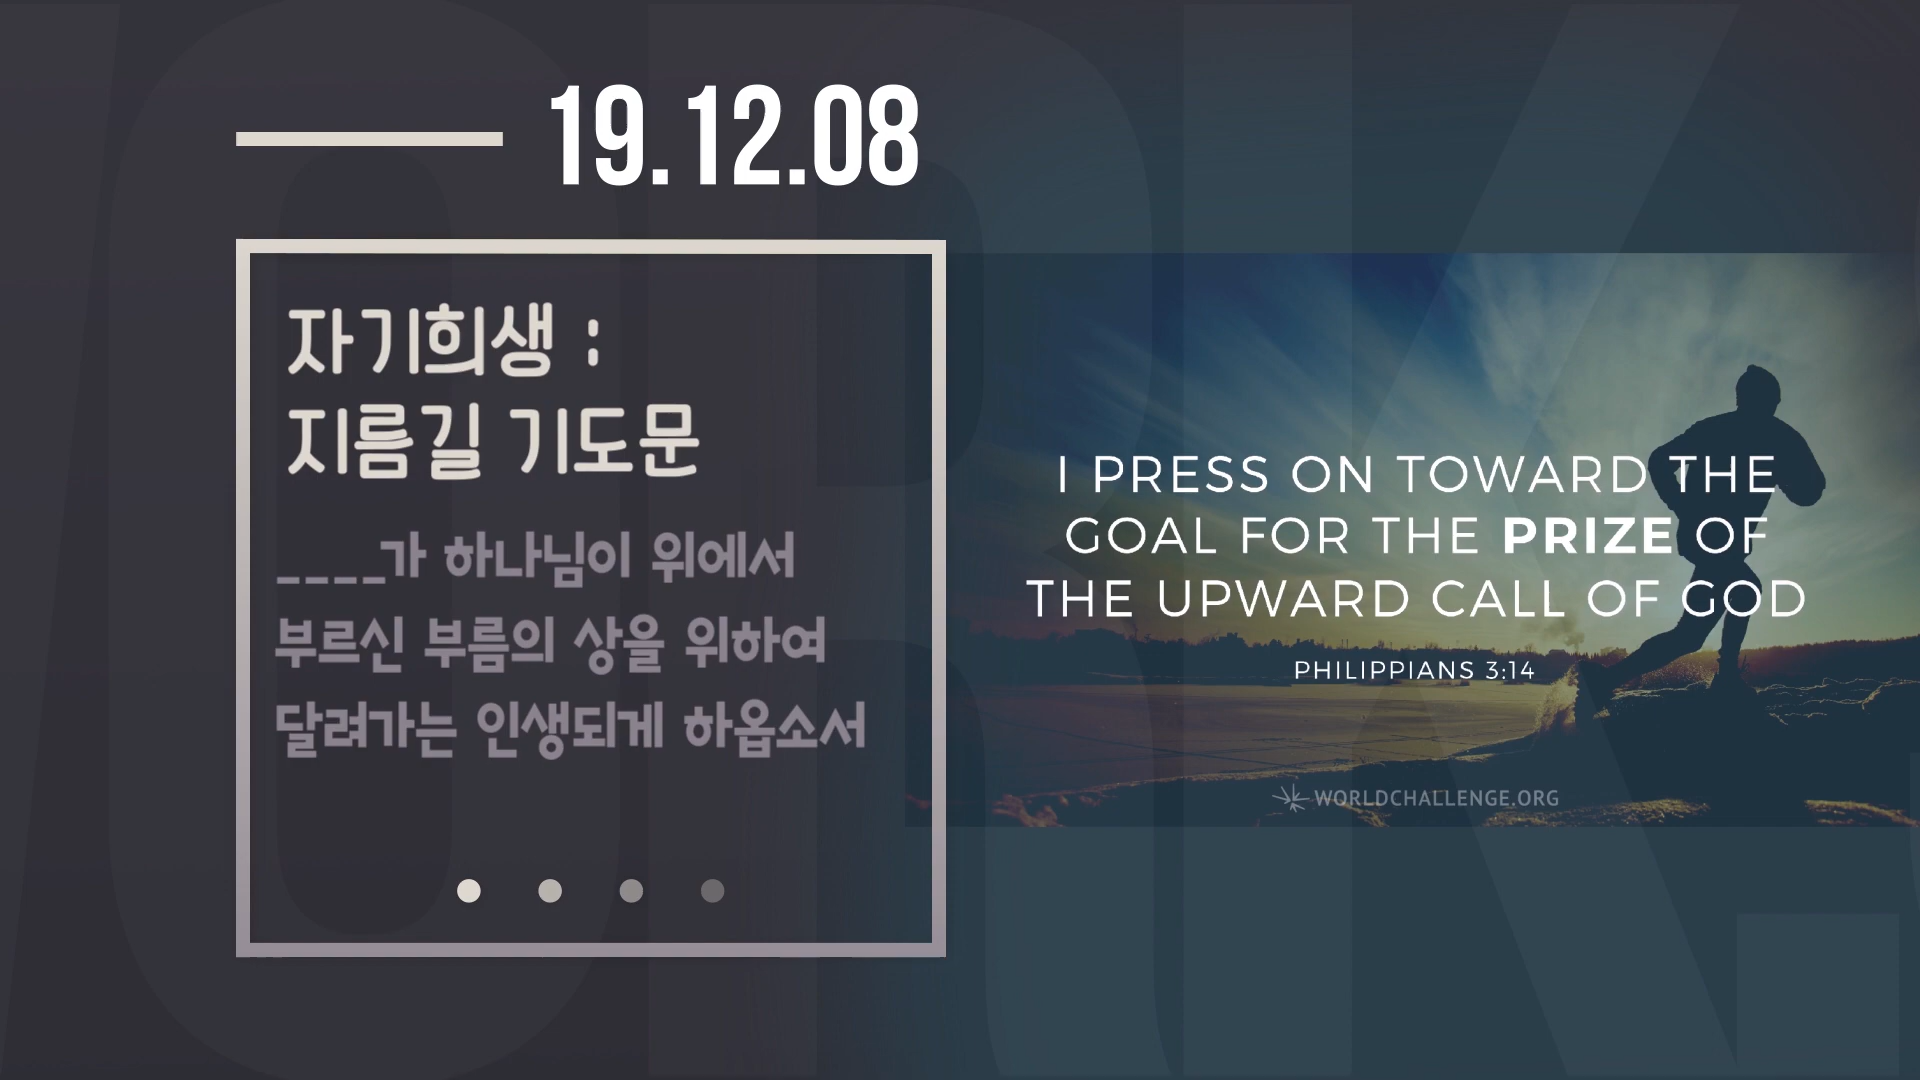 19.12.08
자기희생 :
지름길 기도문
____가 하나님이 위에서
부르신 부름의 상을 위하여
달려가는 인생되게 하옵소서
I PRESS ON TOWARD THE
GOAL FOR THE PRIZE OF
THE UPWARD CALL OF GOD
PHILIPPIANS 3:14
WORLDCHALLENGE.ORG